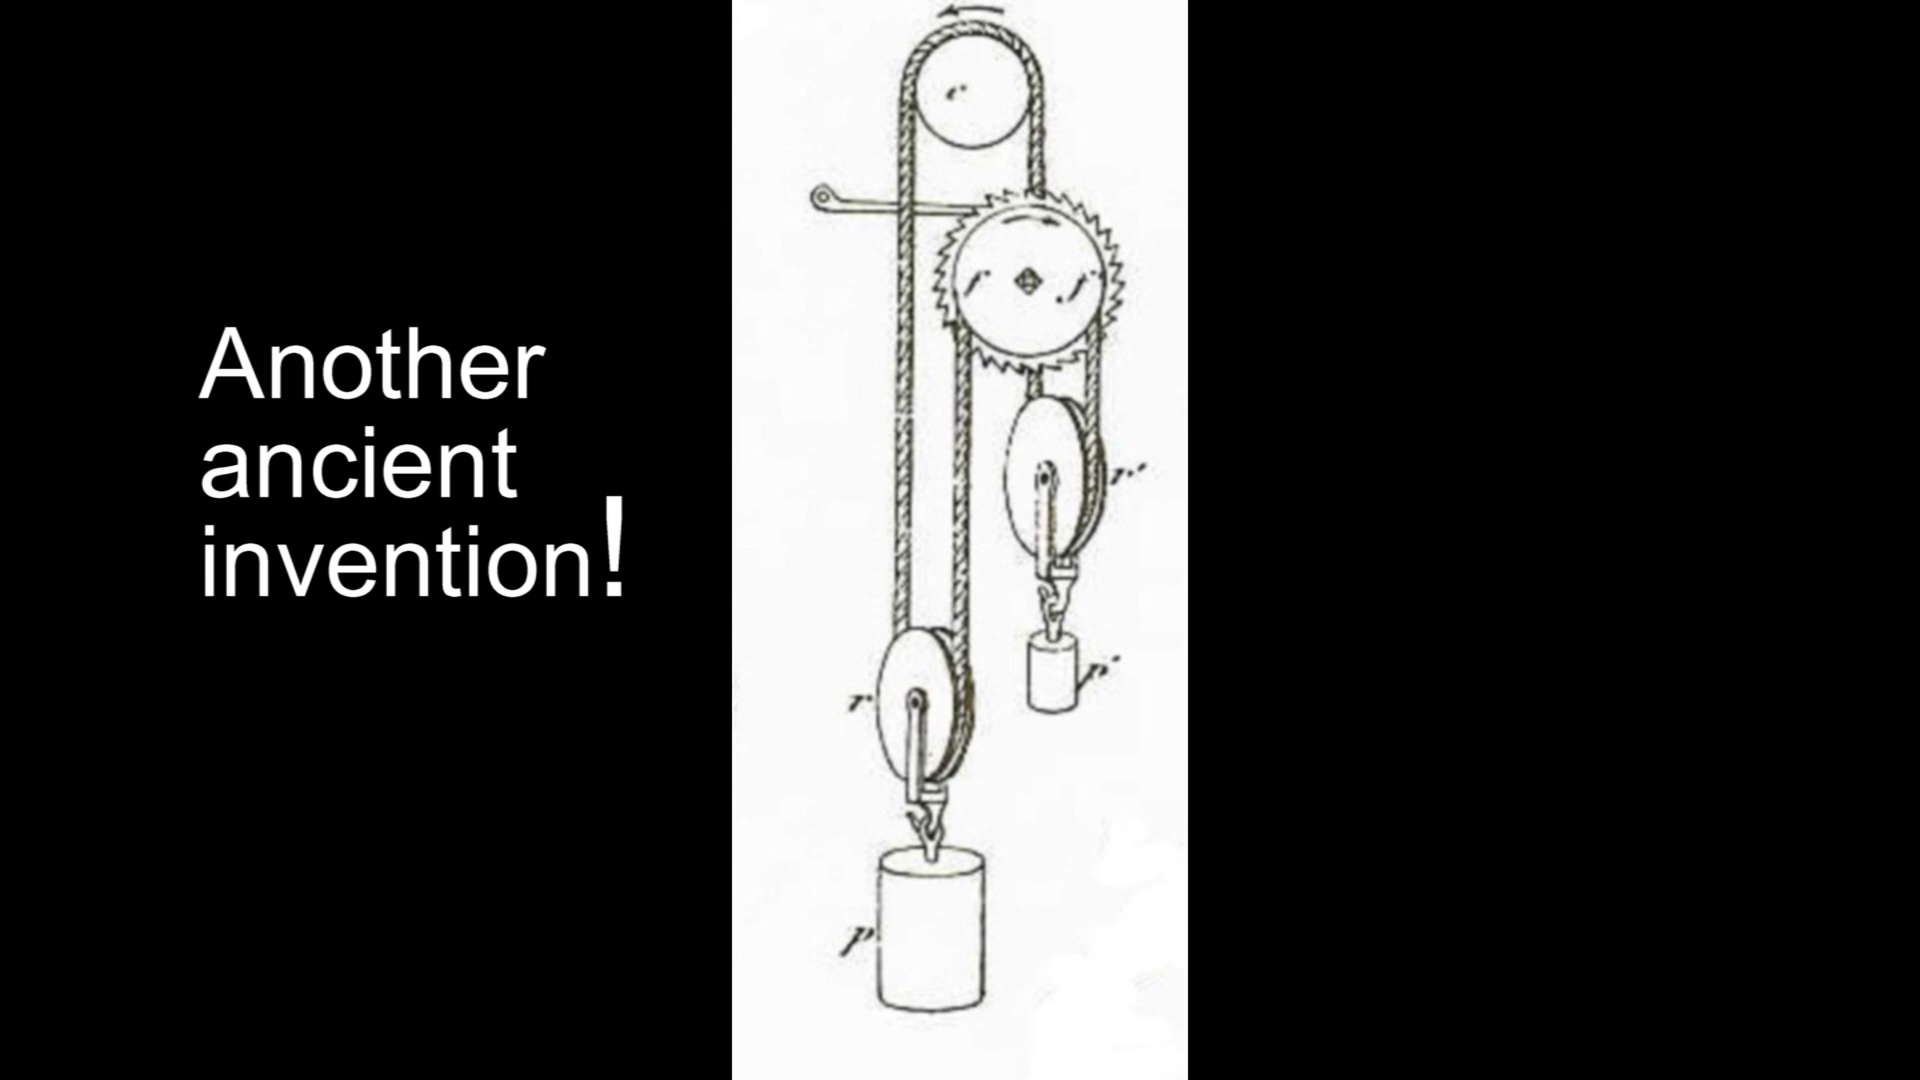 Another
ancient
invention!
e
f f
r'
p'
r
p